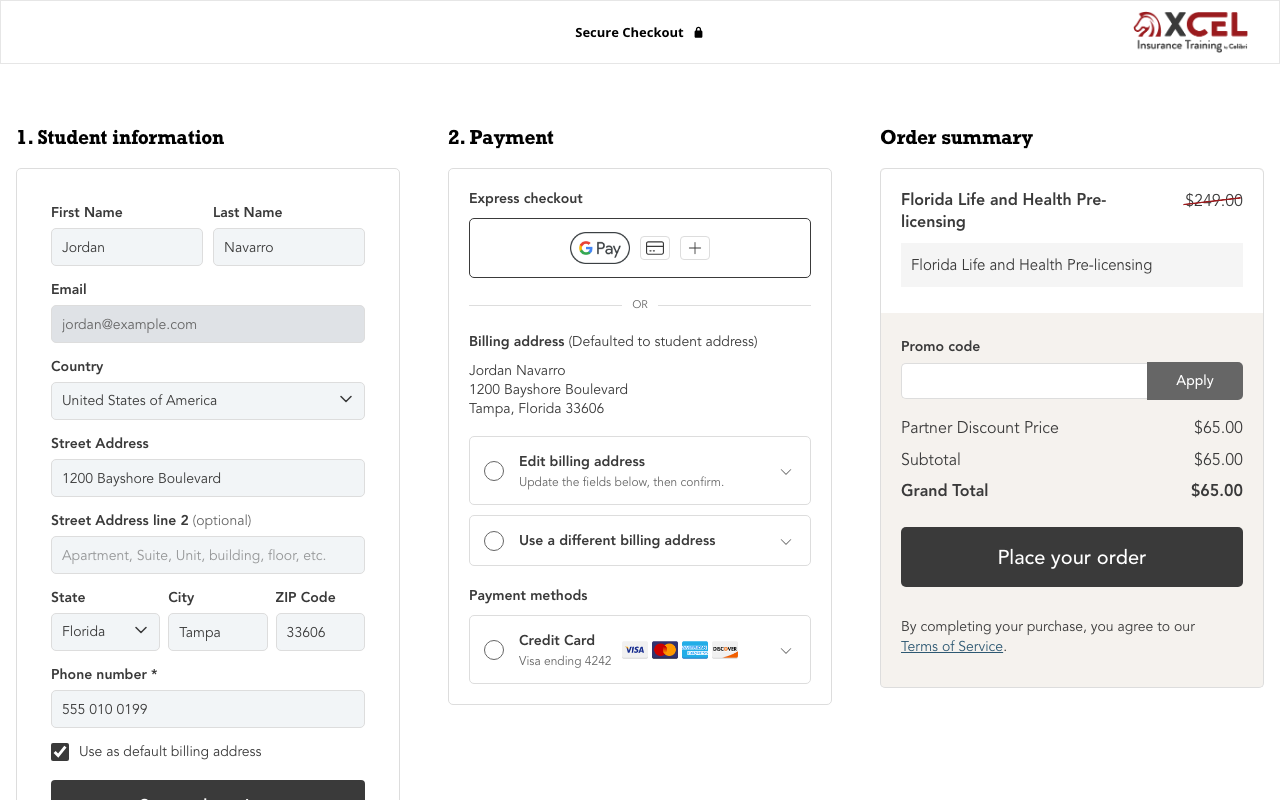 Secure Checkout
XCEL
Insurance Training by Colibri
1. Student information
First Name
Last Name
Jordan
Navarro
Email
jordan@example.com
Country
United States of America
Street Address
1200 Bayshore Boulevard
Street Address line 2 (optional)
Apartment, Suite, Unit, building, floor, etc.
State
City
ZIP Code
Florida
Tampa
33606
Phone number *
555 010 0199
Use as default billing address
2. Payment
Express checkout
G Pay
OR
Billing address (Defaulted to student address)
Jordan Navarro
1200 Bayshore Boulevard
Tampa, Florida 33606
Edit billing address
Update the fields below, then confirm.
Use a different billing address
Payment methods
Credit Card
VISA
AMERICAN EXPRESS
DISCOVER
Visa ending 4242
Order summary
Florida Life and Health Pre-
licensing
$249.00
Florida Life and Health Pre-licensing
Promo code
Apply
Partner Discount Price
$65.00
Subtotal
$65.00
Grand Total
$65.00
Place your order
By completing your purchase, you agree to our
Terms of Service.